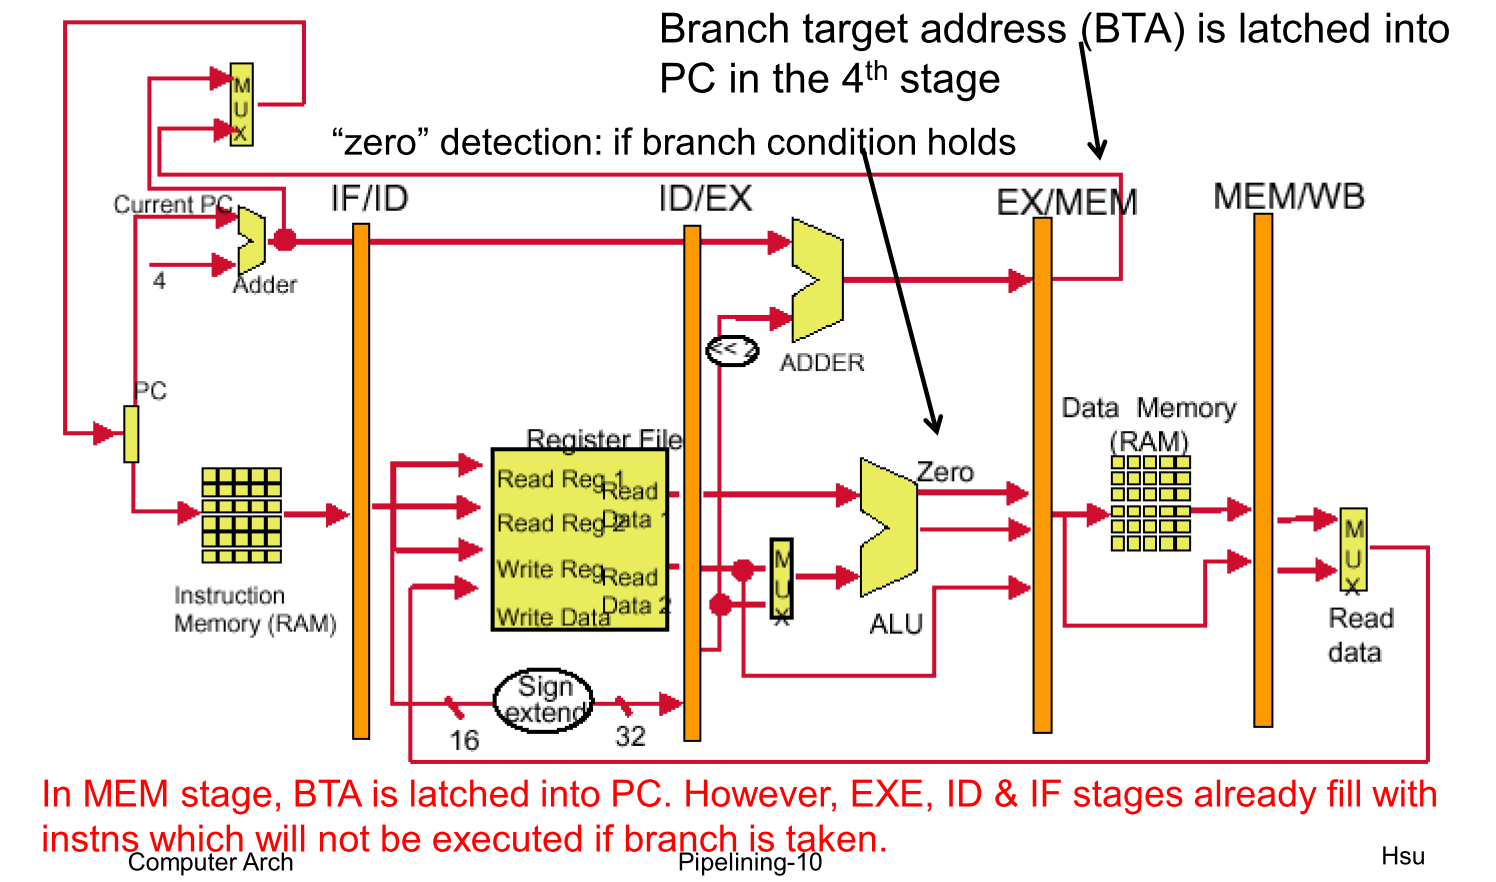 Branch target address (BTA) is latched into
PC in the 4th stage
M
U
X
"zero" detection: if branch condition holds
Current PC
IF/ID
ID/EX
EX/MEM
MEM/WB
4
Adder
<< 2
ADDER
PC
Data Memory
(RAM)
Register File
Read Reg 1
Read
Data 1
Read Reg 2
Write Reg
Read
Data 2
Write Data
Zero
M
U
X
ALU
M
U
X
Instruction
Memory (RAM)
Read
data
Sign
extend
16
32
In MEM stage, BTA is latched into PC. However, EXE, ID & IF stages already fill with
instns which will not be executed if branch is taken.
Computer Arch
Pipelining-10
Hsu